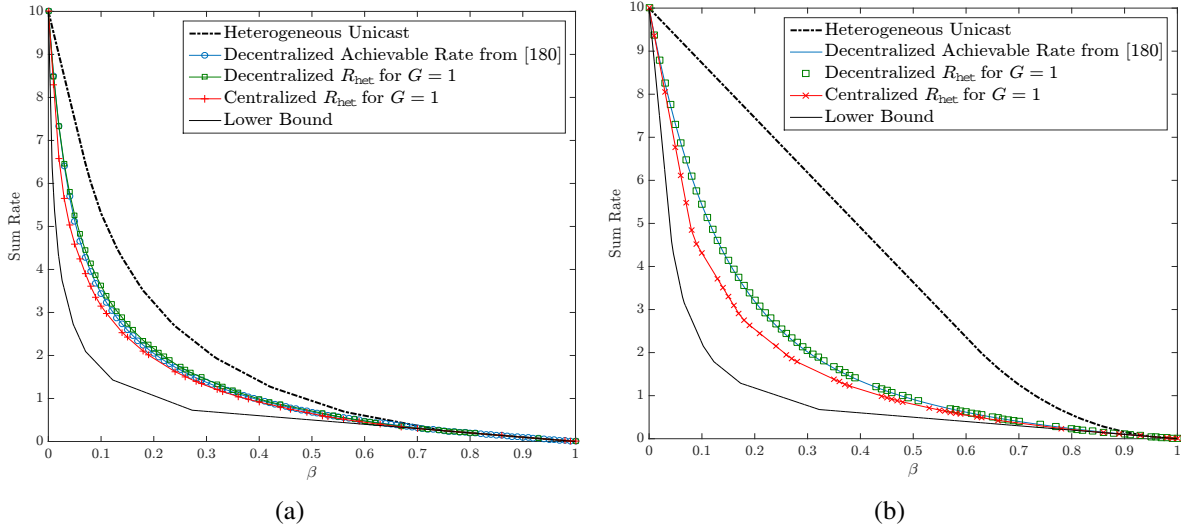 10
9
8
7
6
5
4
3
2
1
0
Sum Rate
0
0.1
0.2
0.3
0.4
0.5
0.6
0.7
0.8
0.9
1
β
Heterogeneous Unicast
Decentralized Achievable Rate from [180]
Decentralized R_het for G = 1
Centralized R_het for G = 1
Lower Bound
(a)
10
9
8
7
6
5
4
3
2
1
0
Sum Rate
0
0.1
0.2
0.3
0.4
0.5
0.6
0.7
0.8
0.9
1
β
Heterogeneous Unicast
Decentralized Achievable Rate from [180]
Decentralized R_het for G = 1
Centralized R_het for G = 1
Lower Bound
(b)